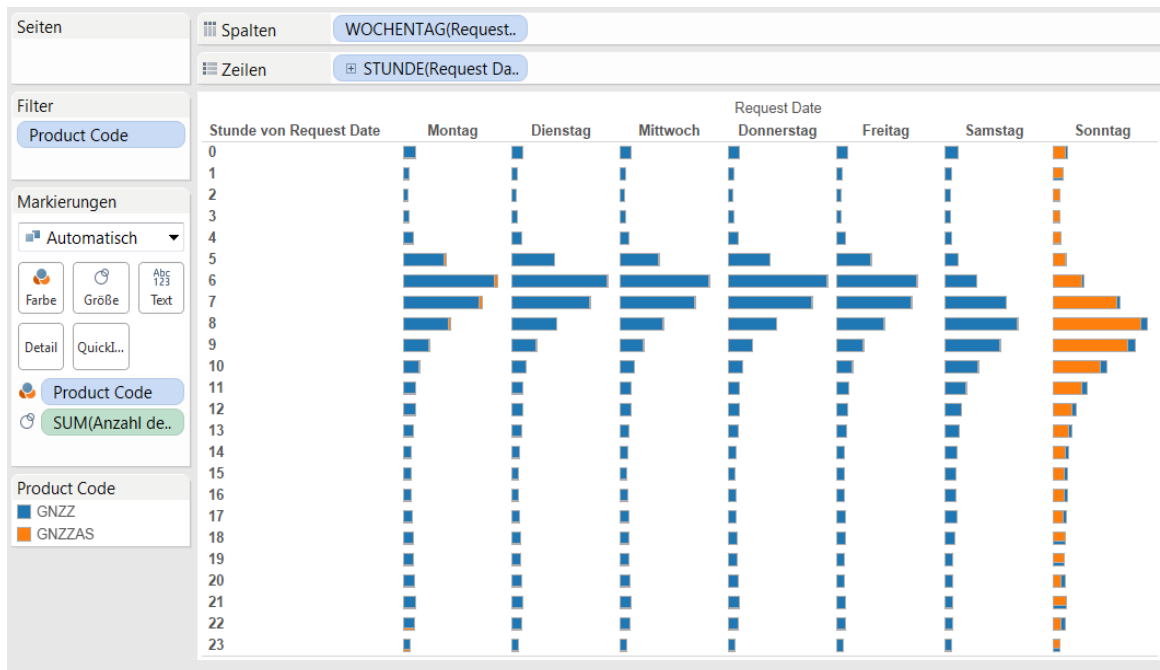 Seiten
Spalten WOCHENTAG(Request..
Zeilen STUNDE(Request Da..
Filter
Product Code
Markierungen
Automatisch
Farbe Größe Abc 123 Text
Detail QuickI...
Product Code
SUM(Anzahl de..
Product Code
GNZZ
GNZZAS
Request Date
Stunde von Request Date Montag Dienstag Mittwoch Donnerstag Freitag Samstag Sonntag
0
1
2
3
4
5
6
7
8
9
10
11
12
13
14
15
16
17
18
19
20
21
22
23